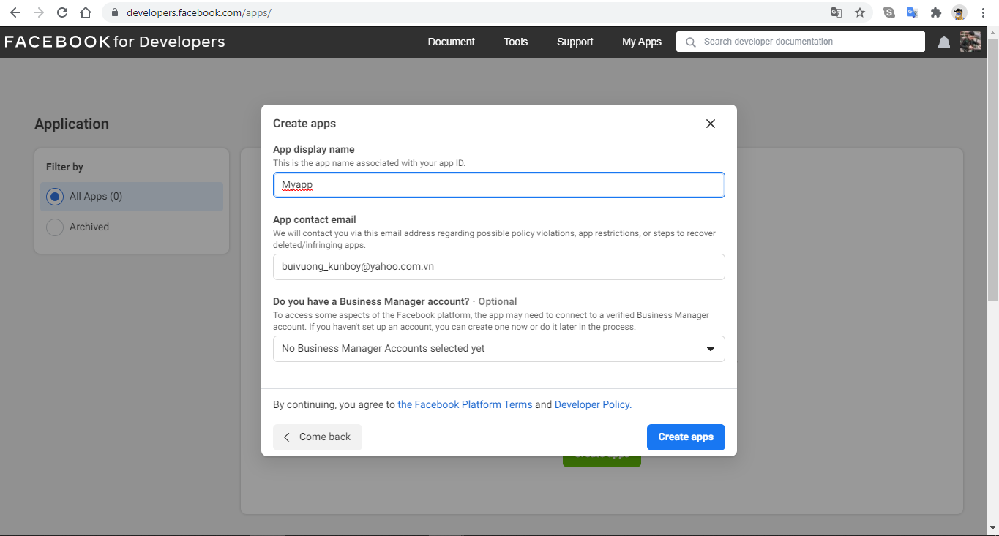 developers.facebook.com/apps/
FACEBOOK for Developers
Document Tools Support My Apps Search developer documentation
Application
Filter by
All Apps (0)
Archived
Create apps
App display name
This is the app name associated with your app ID.
Myapp
App contact email
We will contact you via this email address regarding possible policy violations, app restrictions, or steps to recover
deleted/infringing apps.
buivuong_kunboy@yahoo.com.vn
Do you have a Business Manager account? · Optional
To access some aspects of the Facebook platform, the app may need to connect to a verified Business Manager
account. If you haven't set up an account, you can create one now or do it later in the process.
No Business Manager Accounts selected yet
By continuing, you agree to the Facebook Platform Terms and Developer Policy.
Come back
Create apps